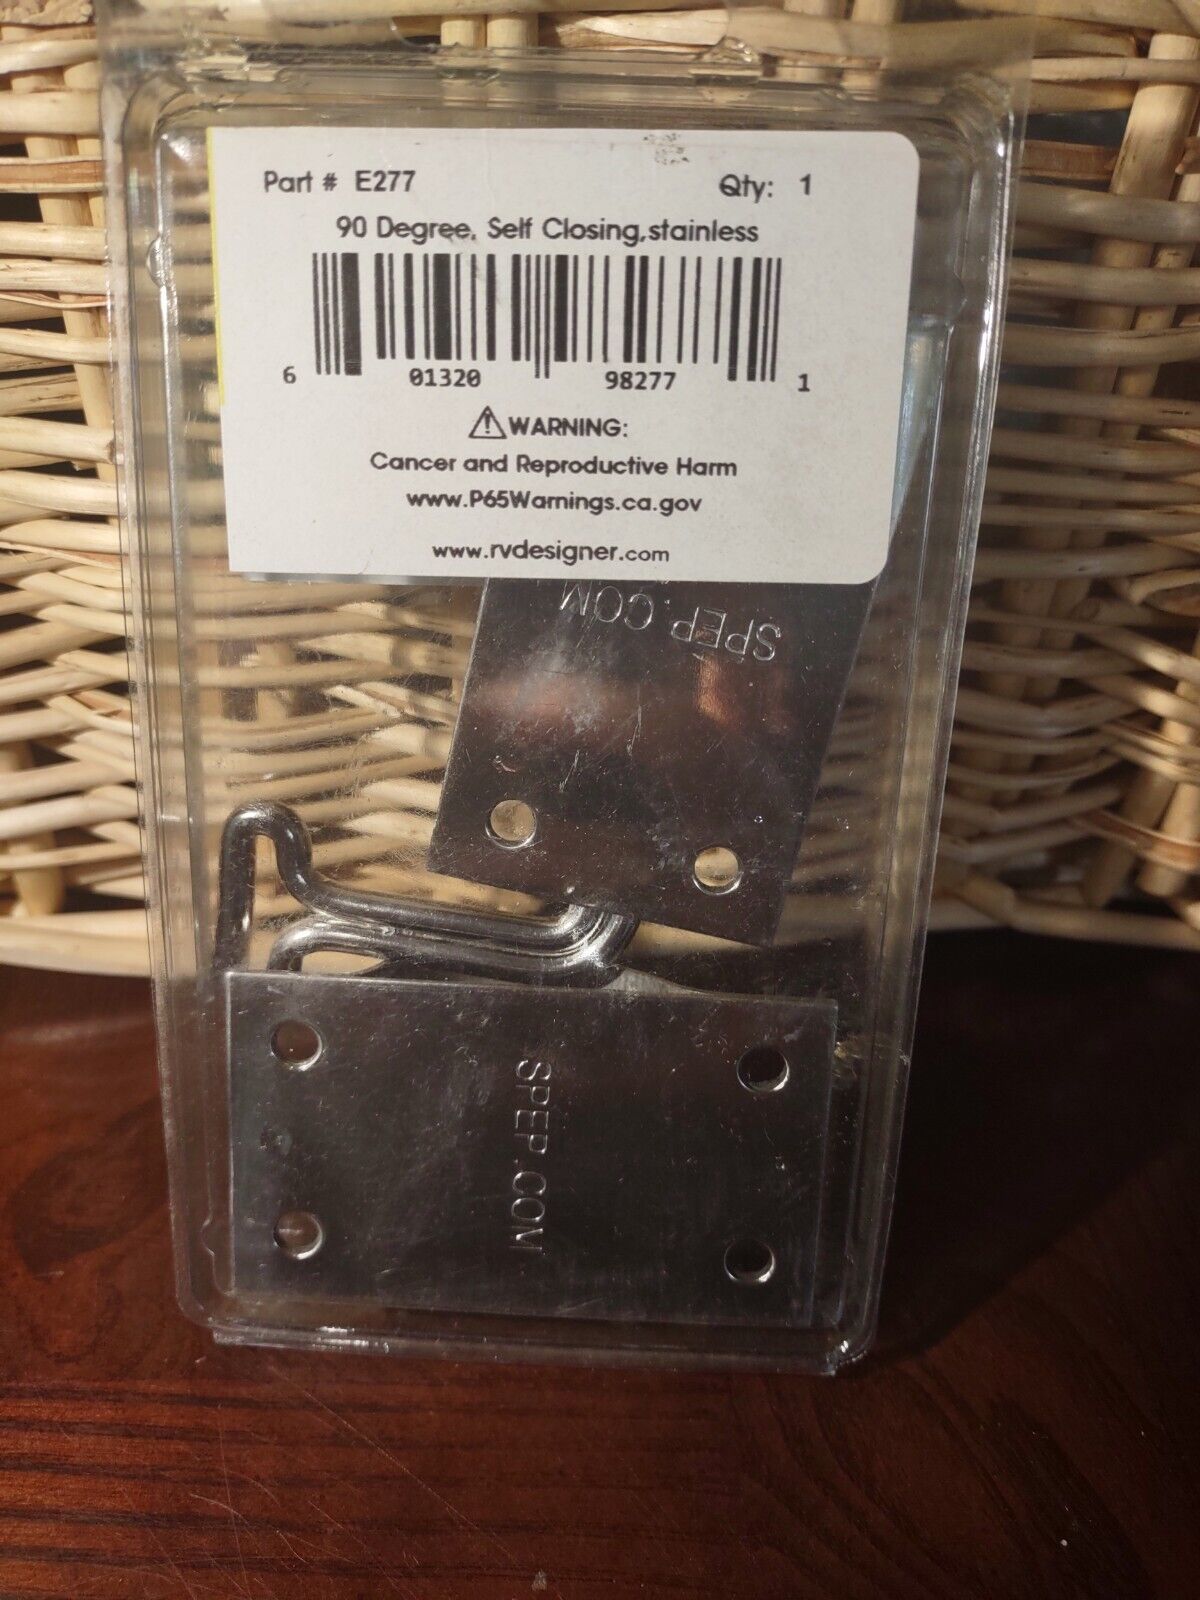 Part # E277 Qty: 1
90 Degree, Self Closing,stainless
6 01320 98277 1
WARNING:
Cancer and Reproductive Harm
www.P65Warnings.ca.gov
www.rvdesigner.com
SPEP.COM
SPEP.COM